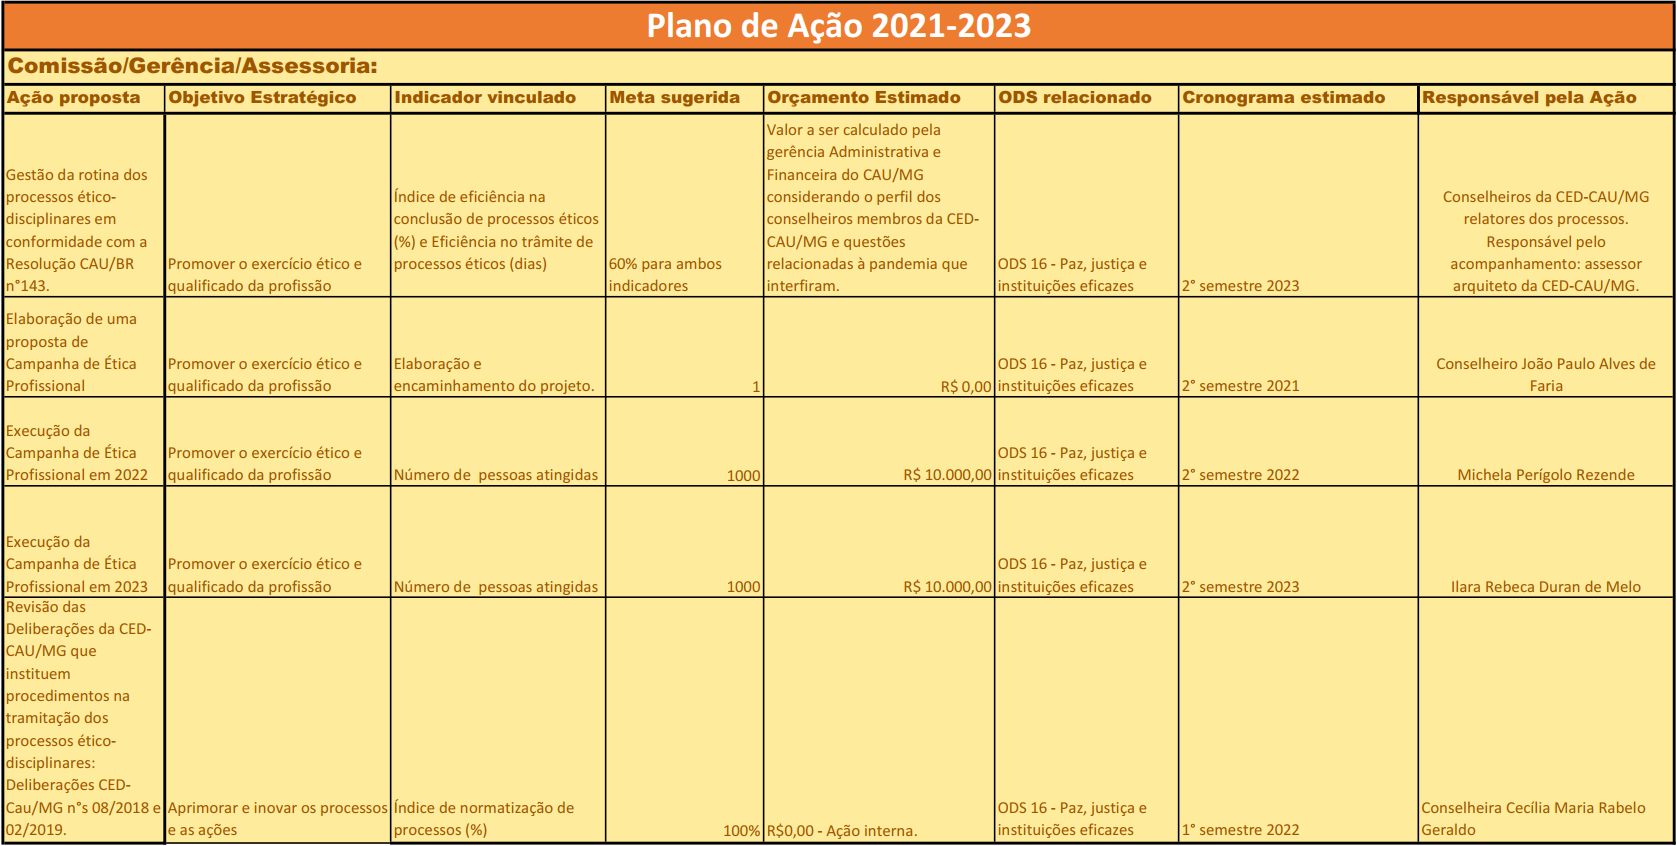 Plano de Ação 2021-2023
Comissão/Gerência/Assessoria:
Ação proposta
Objetivo Estratégico
Indicador vinculado
Meta sugerida
Orçamento Estimado
ODS relacionado
Cronograma estimado
Responsável pela Ação
Gestão da rotina dos
processos ético-
disciplinares em
conformidade com a
Resolução CAU/BR
n°143.
Promover o exercício ético e
qualificado da profissão
Índice de eficiência na
conclusão de processos éticos
(%) e Eficiência no trâmite de
processos éticos (dias)
60% para ambos
indicadores
Valor a ser calculado pela
gerência Administrativa e
Financeira do CAU/MG
considerando o perfil dos
conselheiros membros da CED-
CAU/MG e questões
relacionadas à pandemia que
interfiram.
ODS 16 - Paz, justiça e
instituições eficazes
2° semestre 2023
Conselheiros da CED-CAU/MG
relatores dos processos.
Responsável pelo
acompanhamento: assessor
arquiteto da CED-CAU/MG.
Elaboração de uma
proposta de
Campanha de Ética
Profissional
Promover o exercício ético e
qualificado da profissão
Elaboração e
encaminhamento do projeto.
1
R$ 0,00
ODS 16 - Paz, justiça e
instituições eficazes
2° semestre 2021
Conselheiro João Paulo Alves de
Faria
Execução da
Campanha de Ética
Profissional em 2022
Promover o exercício ético e
qualificado da profissão
Número de  pessoas atingidas
1000
R$ 10.000,00
ODS 16 - Paz, justiça e
instituições eficazes
2° semestre 2022
Michela Perígolo Rezende
Execução da
Campanha de Ética
Profissional em 2023
Promover o exercício ético e
qualificado da profissão
Número de  pessoas atingidas
1000
R$ 10.000,00
ODS 16 - Paz, justiça e
instituições eficazes
2° semestre 2023
Ilara Rebeca Duran de Melo
Revisão das
Deliberações da CED-
CAU/MG que
instituem
procedimentos na
tramitação dos
processos ético-
disciplinares:
Deliberações CED-
Cau/MG n°s 08/2018 e
02/2019.
Aprimorar e inovar os processos
e as ações
Índice de normatização de
processos (%)
100%
R$0,00 - Ação interna.
ODS 16 - Paz, justiça e
instituições eficazes
1° semestre 2022
Conselheira Cecília Maria Rabelo
Geraldo